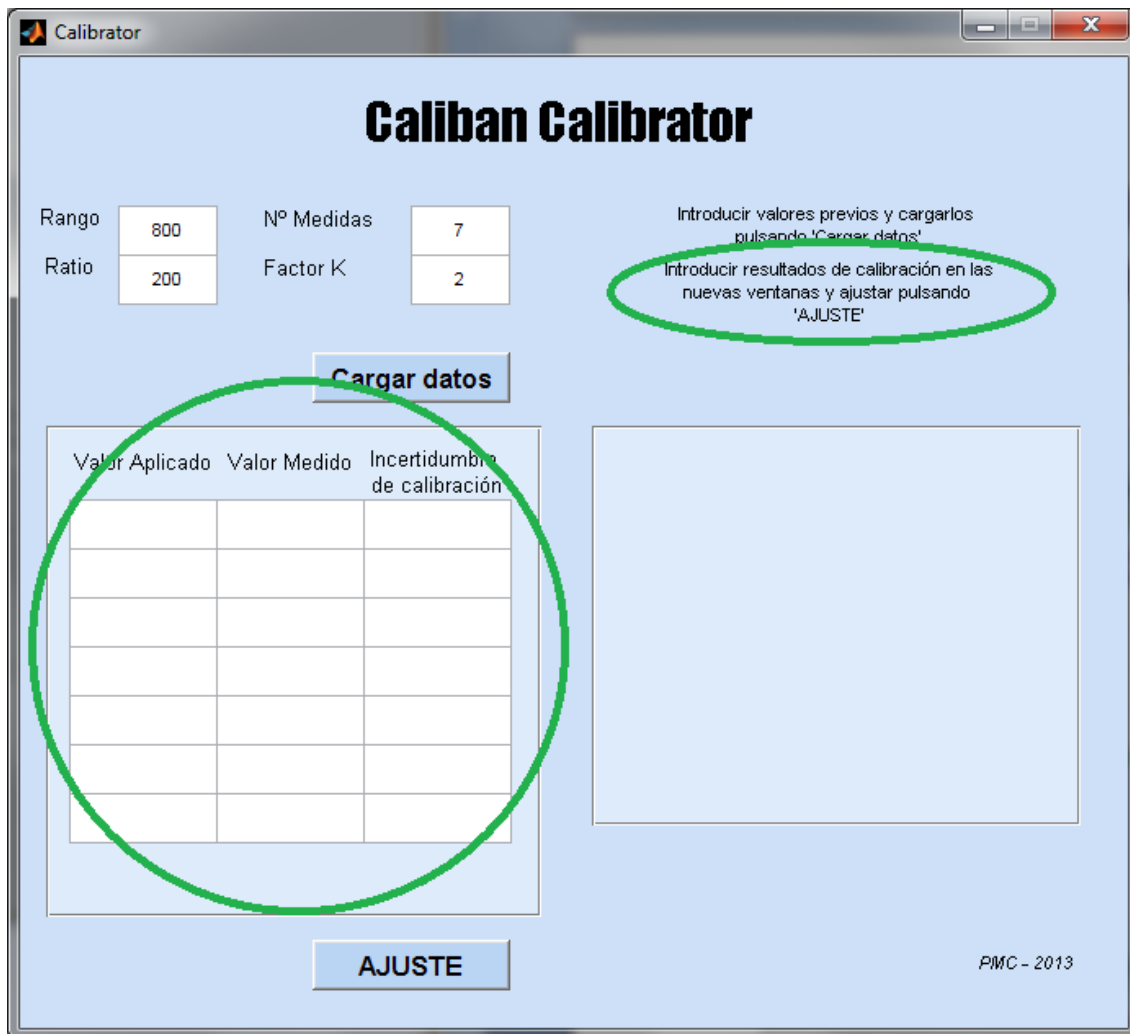 Calibrator
Caliban Calibrator
Rango
800
Nº Medidas
7
Ratio
200
Factor K
2
Introducir valores previos y cargarlos
pulsando 'Cargar datos'
Introducir resultados de calibración en las
nuevas ventanas y ajustar pulsando
'AJUSTE'
Cargar datos
Valor Aplicado
Valor Medido
Incertidumbre
de calibración
AJUSTE
PMC - 2013